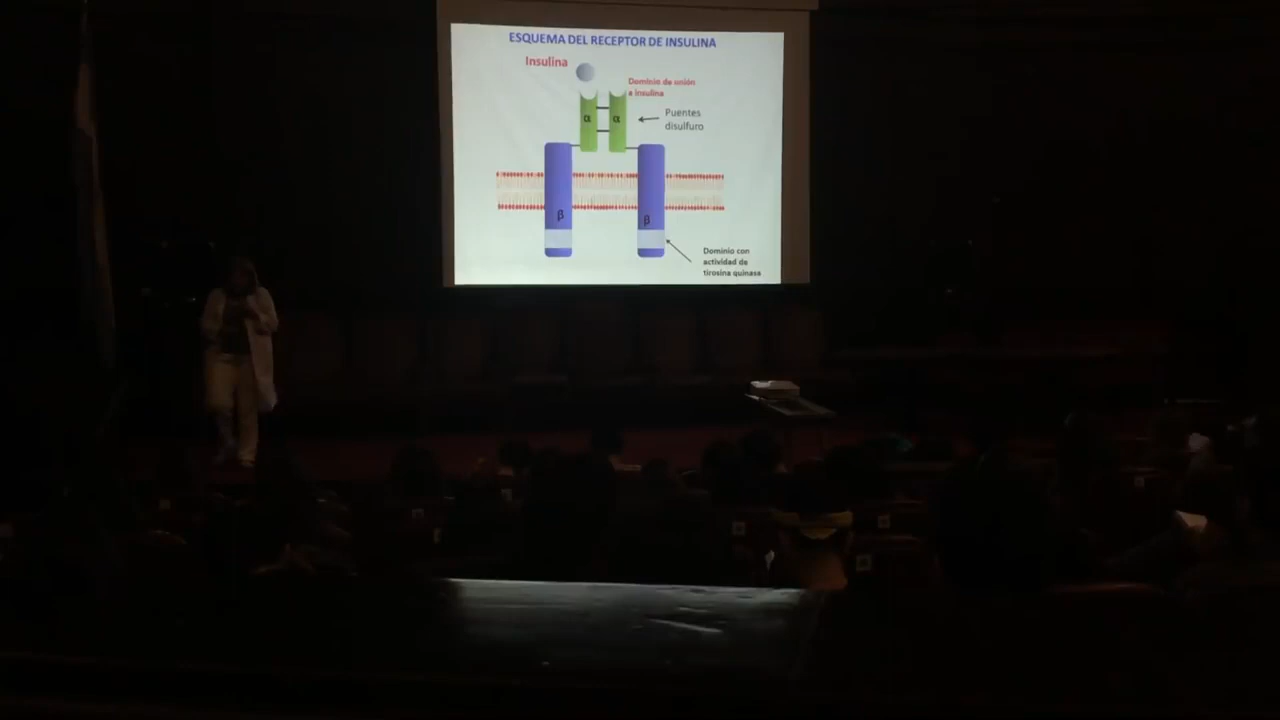 ESQUEMA DEL RECEPTOR DE INSULINA
Insulina
Dominio de unión
a insulina
α
α
Puentes
disulfuro
β
β
Dominio con
actividad de
tirosina quinasa